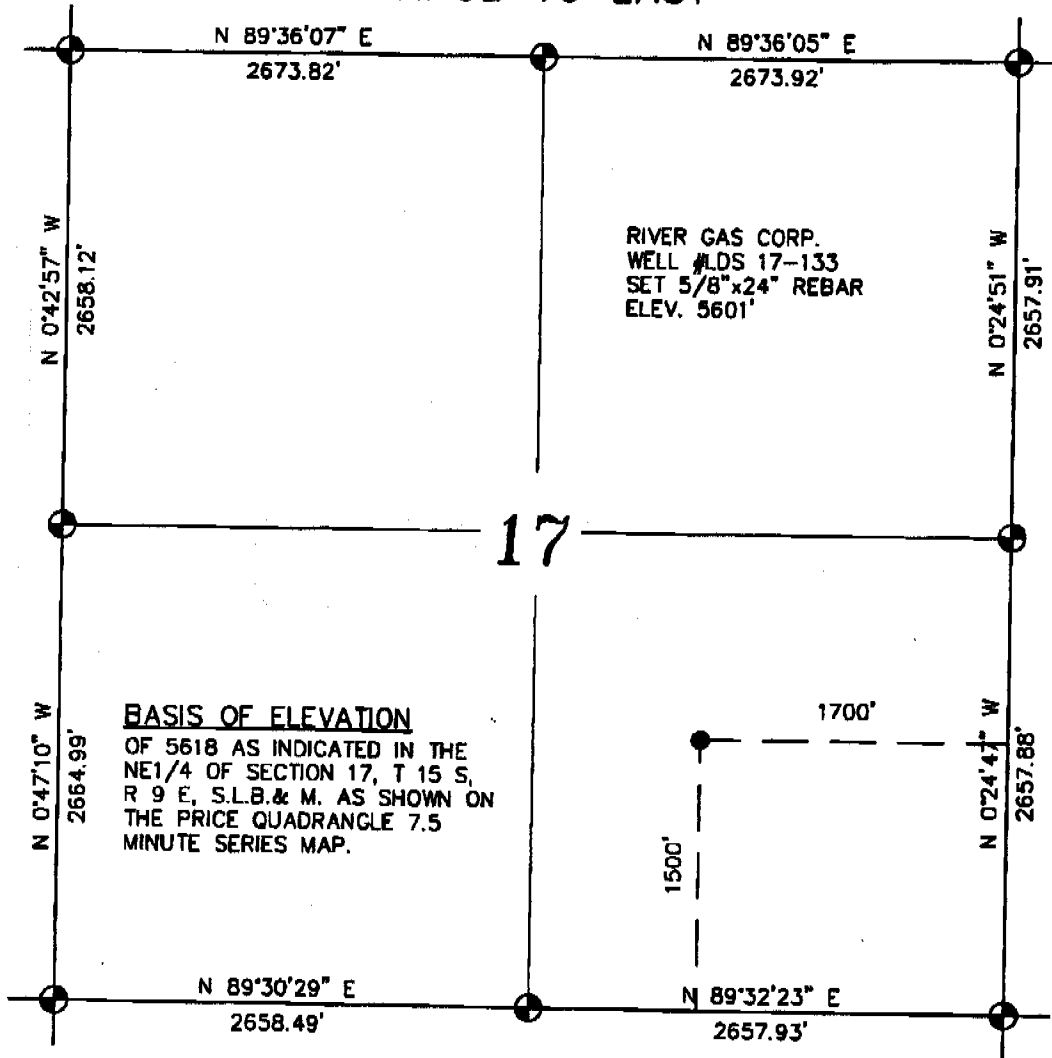 N 89°36'07" E
2673.82'
N 89°36'05" E
2673.92'
N 0°42'57" W
2658.12'
RIVER GAS CORP.
WELL #LDS 17-133
SET 5/8"x24" REBAR
ELEV. 5601'
N 0°24'51" W
2657.91'
17
N 0°47'10" W
2664.99'
BASIS OF ELEVATION
OF 5618 AS INDICATED IN THE
NE1/4 OF SECTION 17, T 15 S,
R 9 E, S.L.B.& M. AS SHOWN ON
THE PRICE QUADRANGLE 7.5
MINUTE SERIES MAP.
1700'
1500'
N 0°24'47" W
2657.88'
N 89°30'29" E
2658.49'
N 89°32'23" E
2657.93'